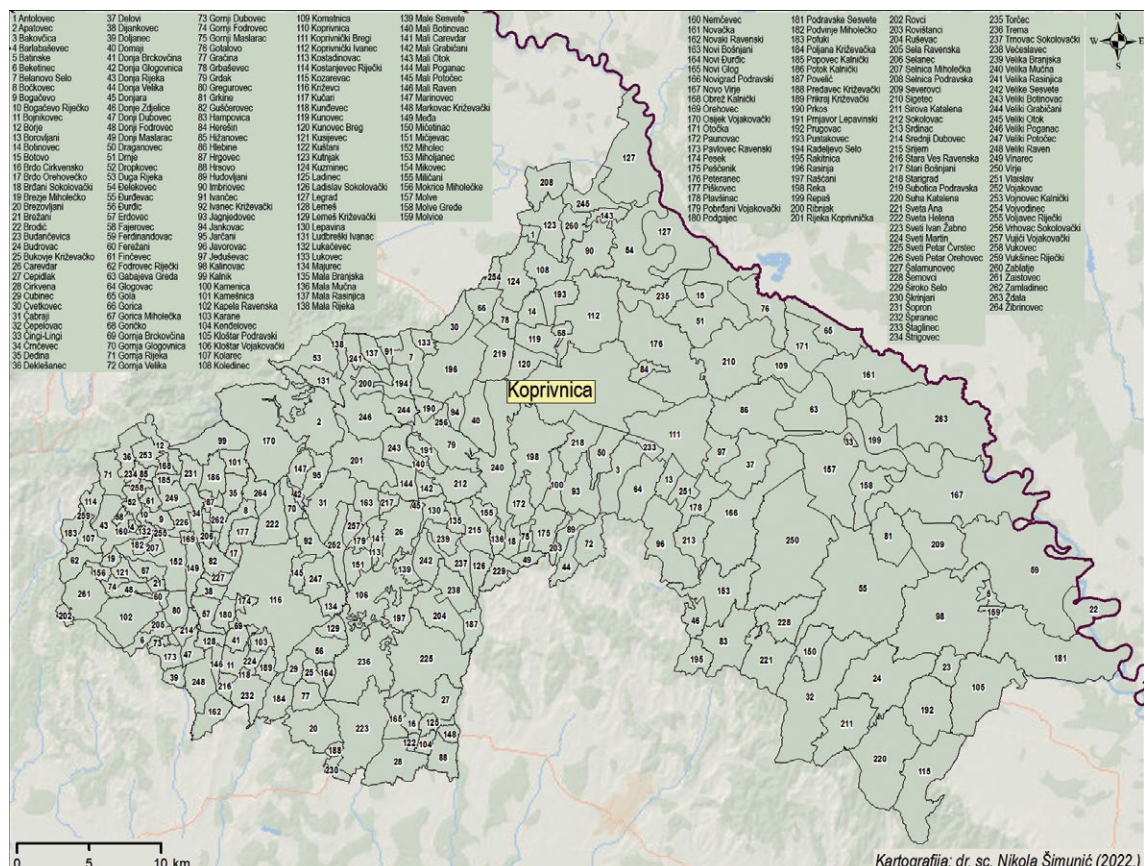 1 Antolovec
2 Apatovec
3 Bakovčica
4 Barlabaševec
5 Batinske
6 Beketinec
7 Belanovo Selo
8 Bočkovec
9 Bogačevo
10 Bogačevo Riječko
11 Bojnikovec
12 Borje
13 Borovljani
14 Botinovec
15 Botovo
16 Brdo Cirkvensko
17 Brdo Orehovečko
18 Brđani Sokolovački
19 Brezje Miholečko
20 Brezovljani
21 Brežani
22 Brodić
23 Budančevica
24 Budrovac
25 Bukovje Križevačko
26 Carevdar
27 Cepidlak
28 Cirkvena
29 Cubinec
30 Cvetkovec
31 Čabraji
32 Čepelovac
33 Čingi-Lingi
34 Črnčevec
35 Dedina
36 Deklešanec
37 Delovi
38 Dijankovec
39 Doljanec
40 Domaji
41 Donja Brckovčina
42 Donja Glogovnica
43 Donja Rijeka
44 Donja Velika
45 Donjara
46 Donje Zdjelice
47 Donji Dubovec
48 Donji Fodrovec
49 Donji Maslarac
50 Draganovec
51 Drnje
52 Dropkovec
53 Duga Rijeka
54 Đelekovec
55 Đurđevac
56 Đurđic
57 Erdovec
58 Fajerovec
59 Ferdinandovac
60 Ferežani
61 Finčevec
62 Fodrovec Riječki
63 Gabajeva Greda
64 Glogovac
65 Gola
66 Gorica
67 Gorica Miholečka
68 Goričko
69 Gornja Brckovčina
70 Gornja Glogovnica
71 Gornja Rijeka
72 Gornja Velika
73 Gornji Dubovec
74 Gornji Fodrovec
75 Gornji Maslarac
76 Gotalovo
77 Gračina
78 Grbaševec
79 Grdak
80 Gregurovec
81 Grkine
82 Guščerovec
83 Hampovica
84 Herešin
85 Hižanovec
86 Hlebine
87 Hrgovec
88 Hrsovo
89 Hudovljani
90 Imbriovec
91 Ivančec
92 Ivanec Križevački
93 Jagnjedovec
94 Jankovac
95 Jarčani
96 Javorovac
97 Jeduševac
98 Kalinovac
99 Kalnik
100 Kamenica
101 Kamešnica
102 Kapela Ravenska
103 Karane
104 Kenđelovec
105 Kloštar Podravski
106 Kloštar Vojakovački
107 Kolarec
108 Koledinec
109 Komatnica
110 Koprivnica
111 Koprivnički Bregi
112 Koprivnički Ivanec
113 Kostadinovac
114 Kostanjevec Riječki
115 Kozarevac
116 Križevci
117 Kučari
118 Kunđevec
119 Kunovec
120 Kunovec Breg
121 Kusijevec
122 Kuštani
123 Kutnjak
124 Kuzminec
125 Ladinec
126 Ladislav Sokolovački
127 Legrad
128 Lemeš
129 Lemeš Križevački
130 Lepavina
131 Ludbreški Ivanac
132 Lukačevec
133 Lukovec
134 Majurec
135 Mala Branjska
136 Mala Mučna
137 Mala Rasinjica
138 Mala Rijeka
139 Male Sesvete
140 Mali Botinovac
141 Mali Carevdar
142 Mali Grabičani
143 Mali Otok
144 Mali Poganac
145 Mali Potočec
146 Mali Raven
147 Marinovec
148 Markovac Križevački
149 Međa
150 Mičetinac
151 Mičijevac
152 Miholec
153 Miholjanec
154 Mikovec
155 Miličani
156 Mokrice Miholečke
157 Molve
158 Molve Grede
159 Molvice
160 Nemčevec
161 Novačka
162 Novaki Ravenski
163 Novi Bošnjani
164 Novi Đurđic
165 Novi Glog
166 Novigrad Podravski
167 Novo Virje
168 Obrež Kalnički
169 Orehovec
170 Osijek Vojakovački
171 Otočka
172 Paunovac
173 Pavlovec Ravenski
174 Pesek
175 Peščenik
176 Peteranec
177 Piškovec
178 Plavšinac
179 Pobrđani Vojakovački
180 Podgajec
181 Podravske Sesvete
182 Podvinje Miholečko
183 Pofuki
184 Poljana Križevačka
185 Popovec Kalnički
186 Potok Kalnički
187 Povelić
188 Predavec Križevački
189 Prikraj Križevački
190 Prkos
191 Prnjavor Lepavinski
192 Prugovac
193 Pustakovec
194 Radeljevo Selo
195 Rakitnica
196 Rasinja
197 Rašćani
198 Reka
199 Repaš
200 Ribnjak
201 Rijeka Koprivnička
202 Rovci
203 Rovištanci
204 Ruševac
205 Sela Ravenska
206 Selanec
207 Selnica Miholečka
208 Selnica Podravska
209 Severovci
210 Sigetec
211 Sirova Katalena
212 Sokolovac
213 Srdinac
214 Srednji Dubovec
215 Srijem
216 Stara Ves Ravenska
217 Stari Bošnjani
218 Starigrad
219 Subotica Podravska
220 Suha Katalena
221 Sveta Ana
222 Sveta Helena
223 Sveti Ivan Žabno
224 Sveti Martin
225 Sveti Petar Čvrstec
226 Sveti Petar Orehovec
227 Šalamunovec
228 Šemovci
229 Široko Selo
230 Škrinjari
231 Šopron
232 Špiranec
233 Štaglinec
234 Štrigovec
235 Torčec
236 Trema
237 Trnovac Sokolovački
238 Večeslavec
239 Velika Branjska
240 Velika Mučna
241 Velika Rasinjica
242 Velike Sesvete
243 Veliki Botinovac
244 Veliki Grabičani
245 Veliki Otok
246 Veliki Poganac
247 Veliki Potočec
248 Veliki Raven
249 Vinarec
250 Virje
251 Vlaislav
252 Vojakovac
253 Vojnovec Kalnički
254 Vojvodinec
255 Voljavec Riječki
256 Vrhovac Sokolovački
257 Vujići Vojakovački
258 Vukovec
259 Vukšinec Riječki
260 Zablatje
261 Zaistovec
262 Zamladinec
263 Ždala
264 Žibrinovec
N
W
E
S
Koprivnica
0
5
10 km
Kartografija: dr. sc. Nikola Šimunić (2022.)